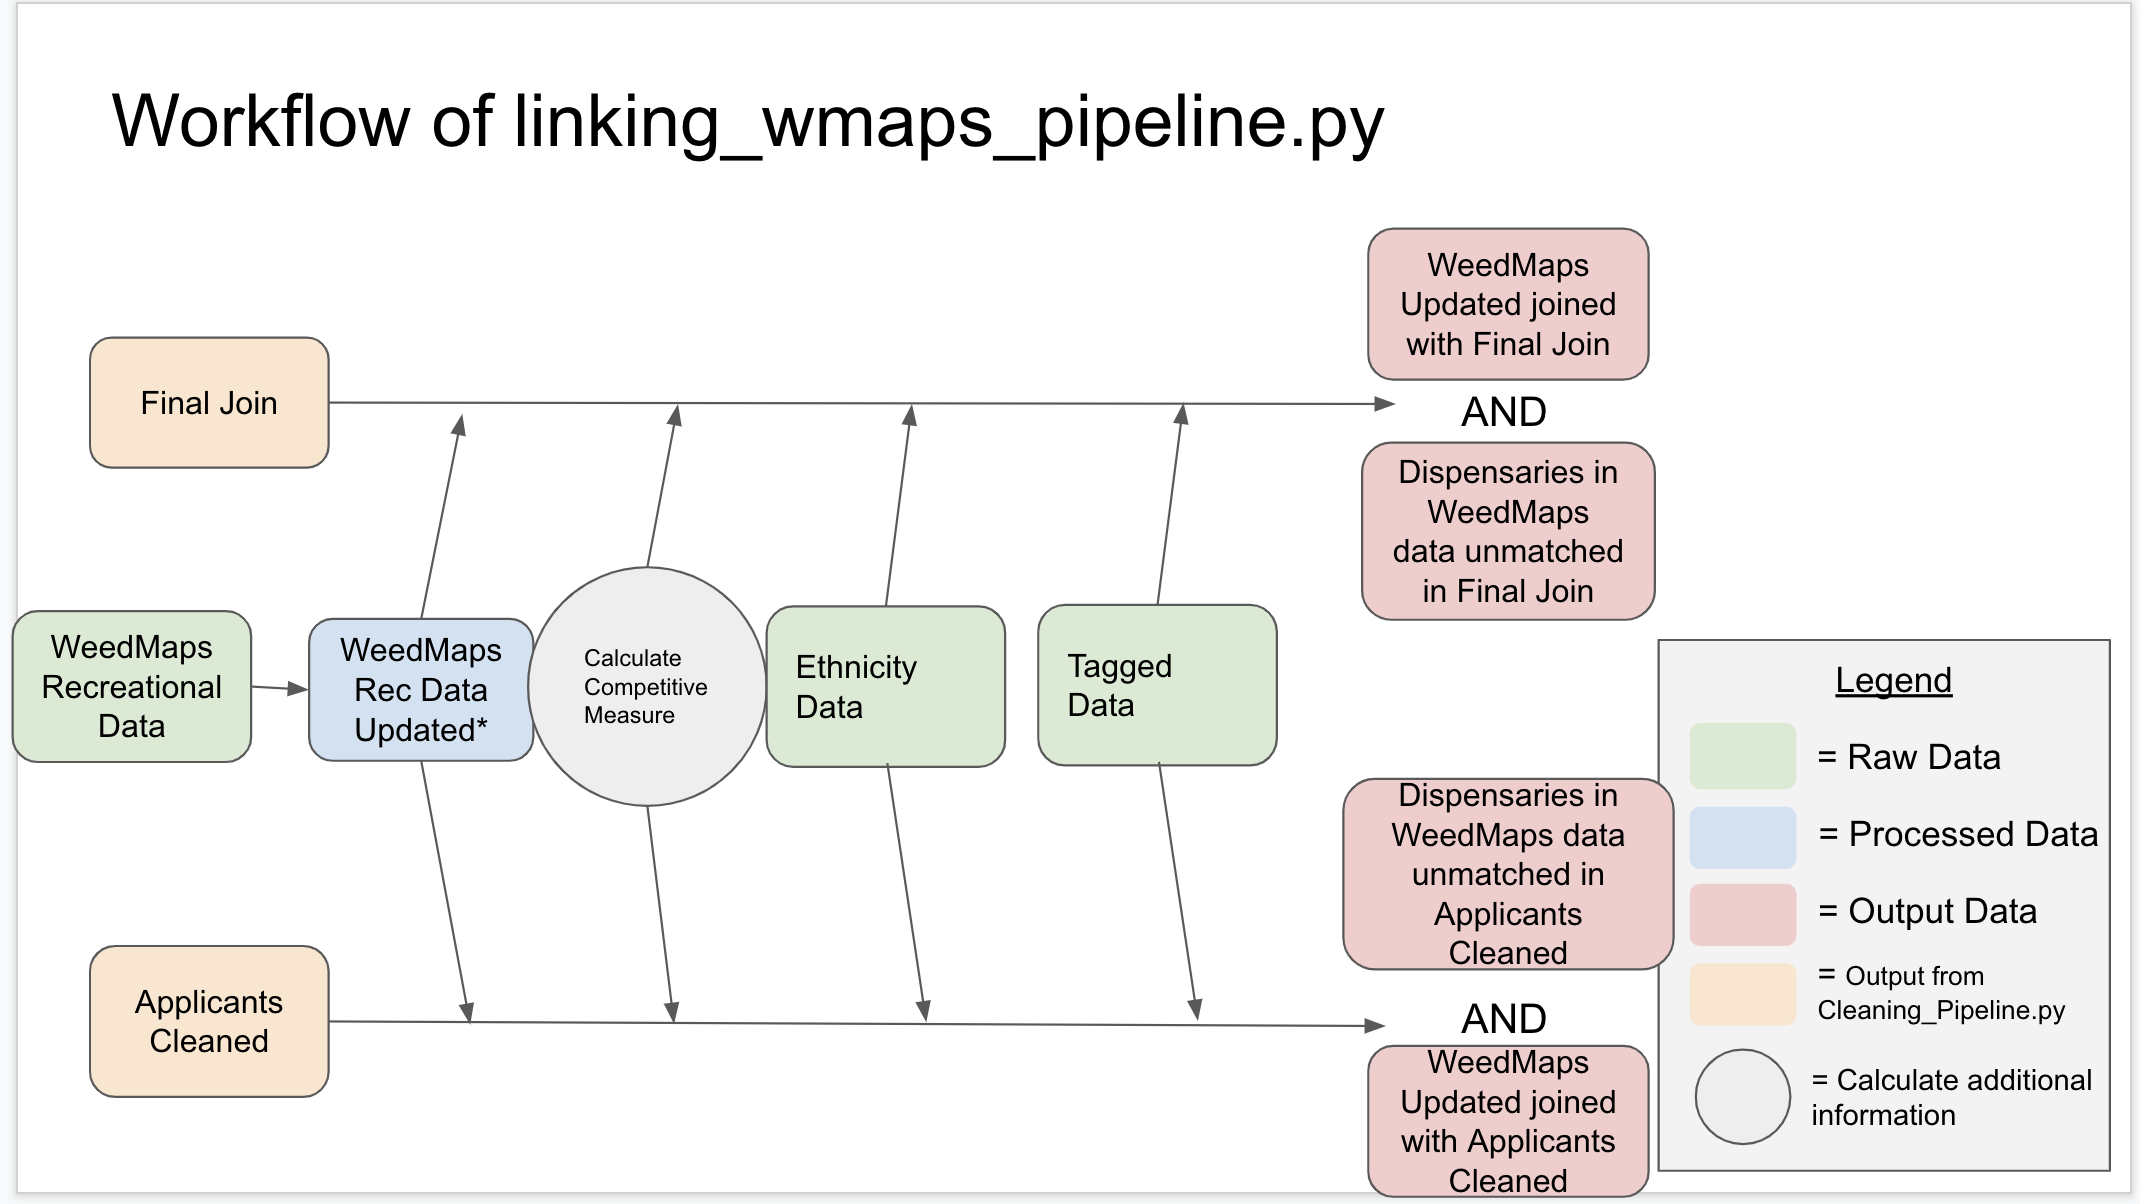 Workflow of linking_wmaps_pipeline.py
WeedMaps
Updated joined
with Final Join
Final Join
AND
Dispensaries in
WeedMaps
data unmatched
in Final Join
WeedMaps
Recreational
Data
WeedMaps
Rec Data
Updated*
Calculate
Competitive
Measure
Ethnicity
Data
Tagged
Data
Dispensaries in
WeedMaps data
unmatched in
Applicants
Cleaned
Applicants
Cleaned
AND
WeedMaps
Updated joined
with Applicants
Cleaned
Legend
= Raw Data
= Processed Data
= Output Data
= Output from
Cleaning_Pipeline.py
= Calculate additional
information